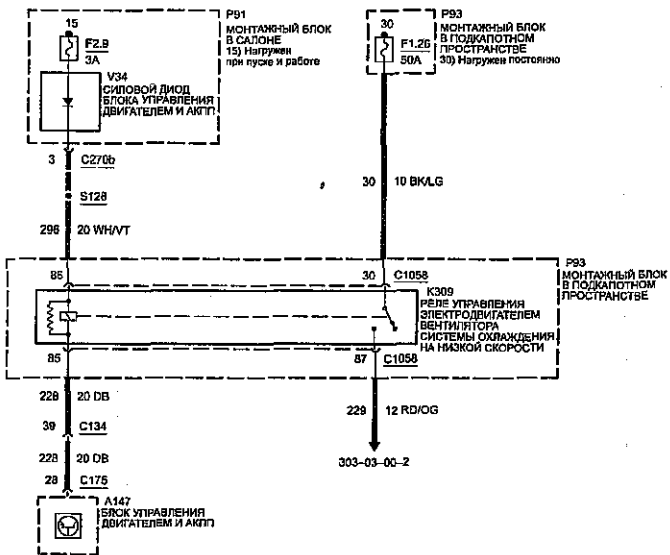 15
F2.9
3A
P91
МОНТАЖНЫЙ БЛОК
В САЛОНЕ
15) Нагружен
при пуске и работе
V34
СИЛОВОЙ ДИОД
БЛОКА УПРАВЛЕНИЯ
ДВИГАТЕЛЕМ И АКПП
30
F1.26
50A
P93
МОНТАЖНЫЙ БЛОК
В ПОДКАПОТНОМ
ПРОСТРАНСТВЕ
30) Нагружен постоянно
3 C270b
S128
296 20 WH/VT
30 10 BK/LG
P93
МОНТАЖНЫЙ БЛОК
В ПОДКАПОТНОМ
ПРОСТРАНСТВЕ
86
30 C1058
K309
РЕЛЕ УПРАВЛЕНИЯ
ЭЛЕКТРОДВИГАТЕЛЕМ
ВЕНТИЛЯТОРА
СИСТЕМЫ ОХЛАЖДЕНИЯ
НА НИЗКОЙ СКОРОСТИ
85
87 C1058
228 20 DB
229 12 RD/OG
39 C134
303-03-00-2
228 20 DB
28 C175
A147
БЛОК УПРАВЛЕНИЯ
ДВИГАТЕЛЕМ И АКПП